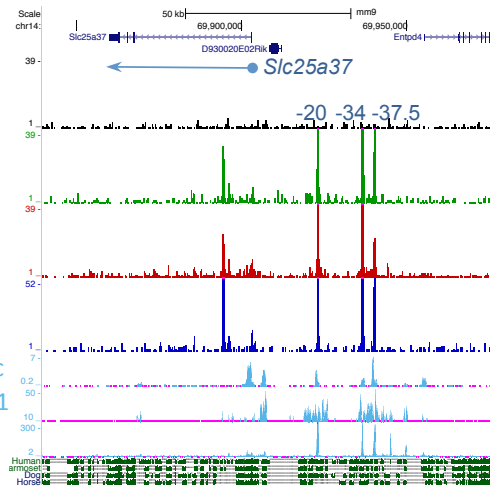 Scale 50 kb mm9
chr14: 69,900,000 69,950,000
Slc25a37 Entpd4
D930020E02Rik
39
Slc25a37
-20 -34 -37.5
1
39
1
39
1
52
1
7
0.2
50
10
300
2
Human
armoset
Dog
Horse